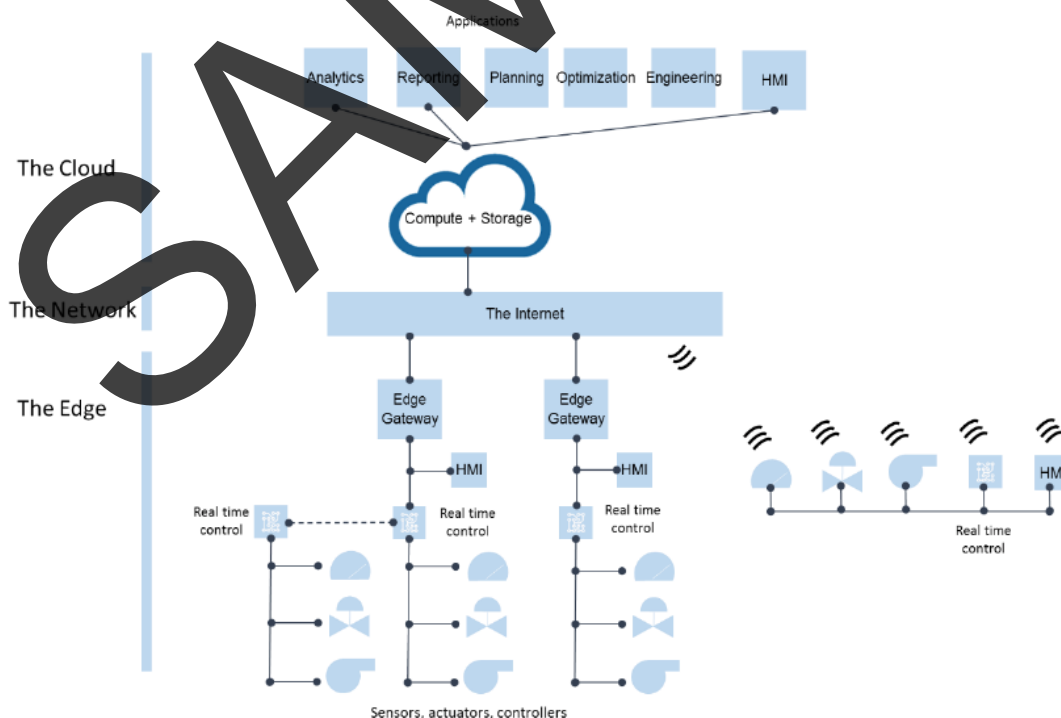 Applications
Analytics
Reporting
Planning
Optimization
Engineering
HMI
The Cloud
Compute + Storage
The Network
The Internet
The Edge
Edge
Gateway
Edge
Gateway
HMI
HMI
HM
Real time
control
Real time
control
Real time
control
Real time
control
Sensors, actuators, controllers
SAM